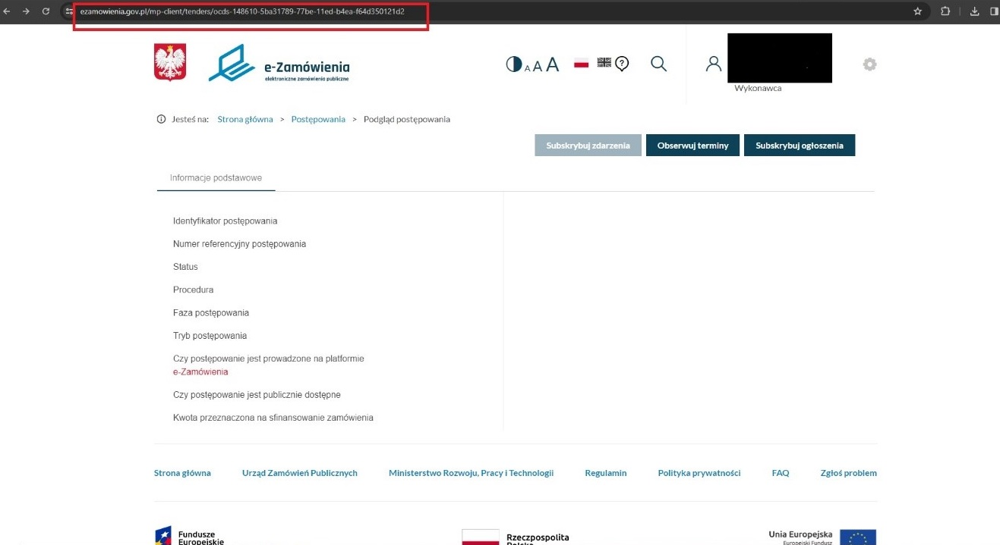 ezamowienia.gov.pl/mp-client/tenders/ocds-148610-5ba31789-77be-11ed-b4ea-f64d350121d2
e-Zamówienia
elektroniczne zamówienia publiczne
A A A
?
Wykonawca
Jesteś na: Strona główna > Postępowania > Podgląd postępowania
Subskrybuj zdarzenia Obserwuj terminy Subskrybuj ogłoszenia
Informacje podstawowe
Identyfikator postępowania
Numer referencyjny postępowania
Status
Procedura
Faza postępowania
Tryb postępowania
Czy postępowanie jest prowadzone na platformie
e-Zamówienia
Czy postępowanie jest publicznie dostępne
Kwota przeznaczona na sfinansowanie zamówienia
Strona główna Urząd Zamówień Publicznych Ministerstwo Rozwoju, Pracy i Technologii Regulamin Polityka prywatności FAQ Zgłoś problem
Fundusze
Europejskie
Rzeczpospolita
Polska
Unia Europejska
Europejski Fundusz